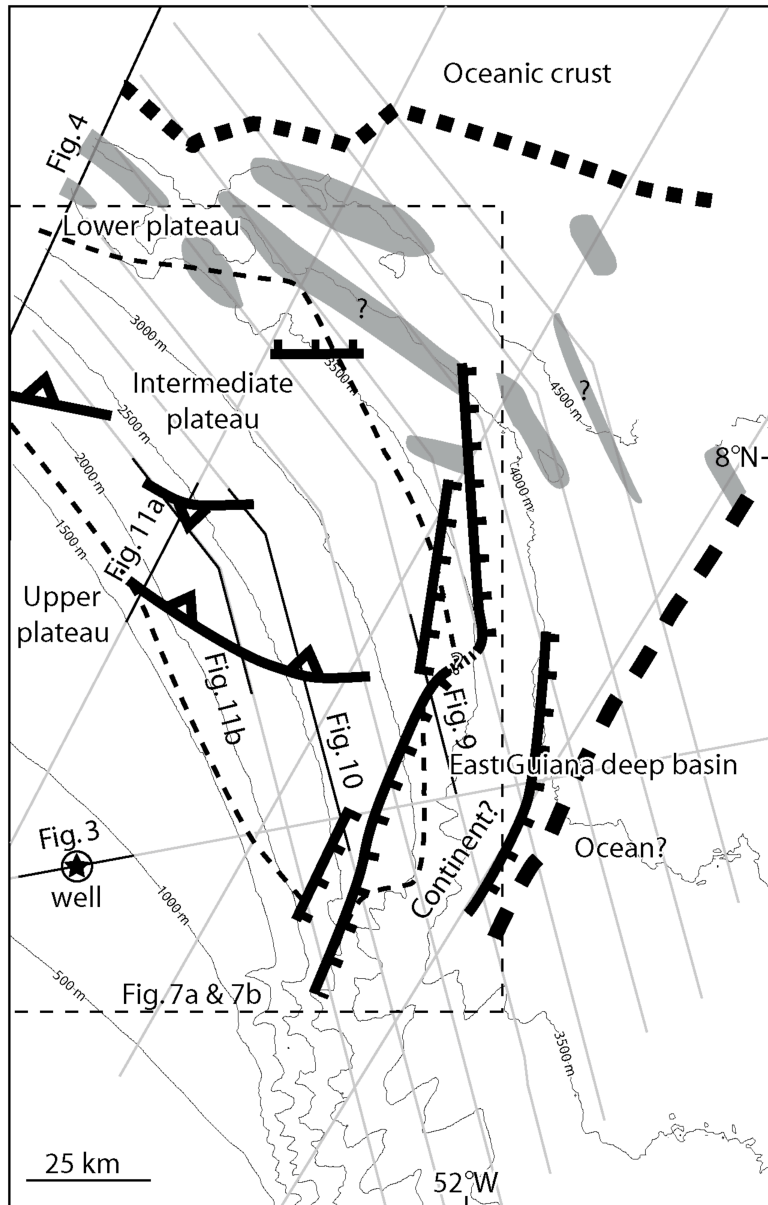 Oceanic crust
Fig. 4
Lower plateau
?
3000 m
3500 m
Intermediate
plateau
?
4500 m
2500 m
2000 m
4000 m
8°N
1500 m
Fig. 11a
Upper
plateau
Fig. 11b
?
Fig. 9
Fig. 10
East Guiana deep basin
Fig. 3
well
Continent?
Ocean?
1000 m
500 m
Fig. 7a & 7b
3500 m
25 km
52°W